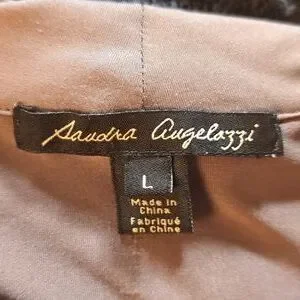 Sandra Angelozzi
L
Made in
China
Fabriqué
en Chine